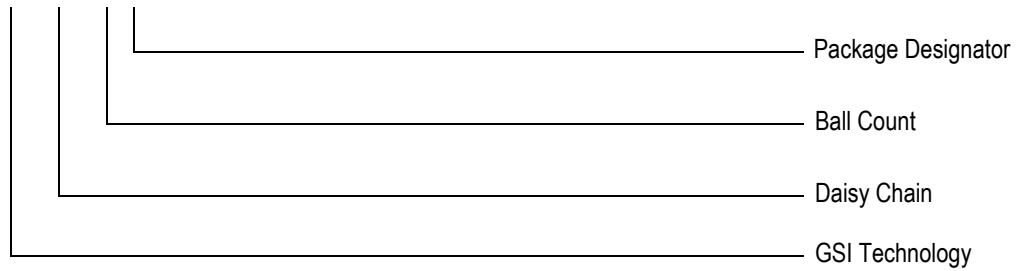 Package Designator
Ball Count
Daisy Chain
GSI Technology